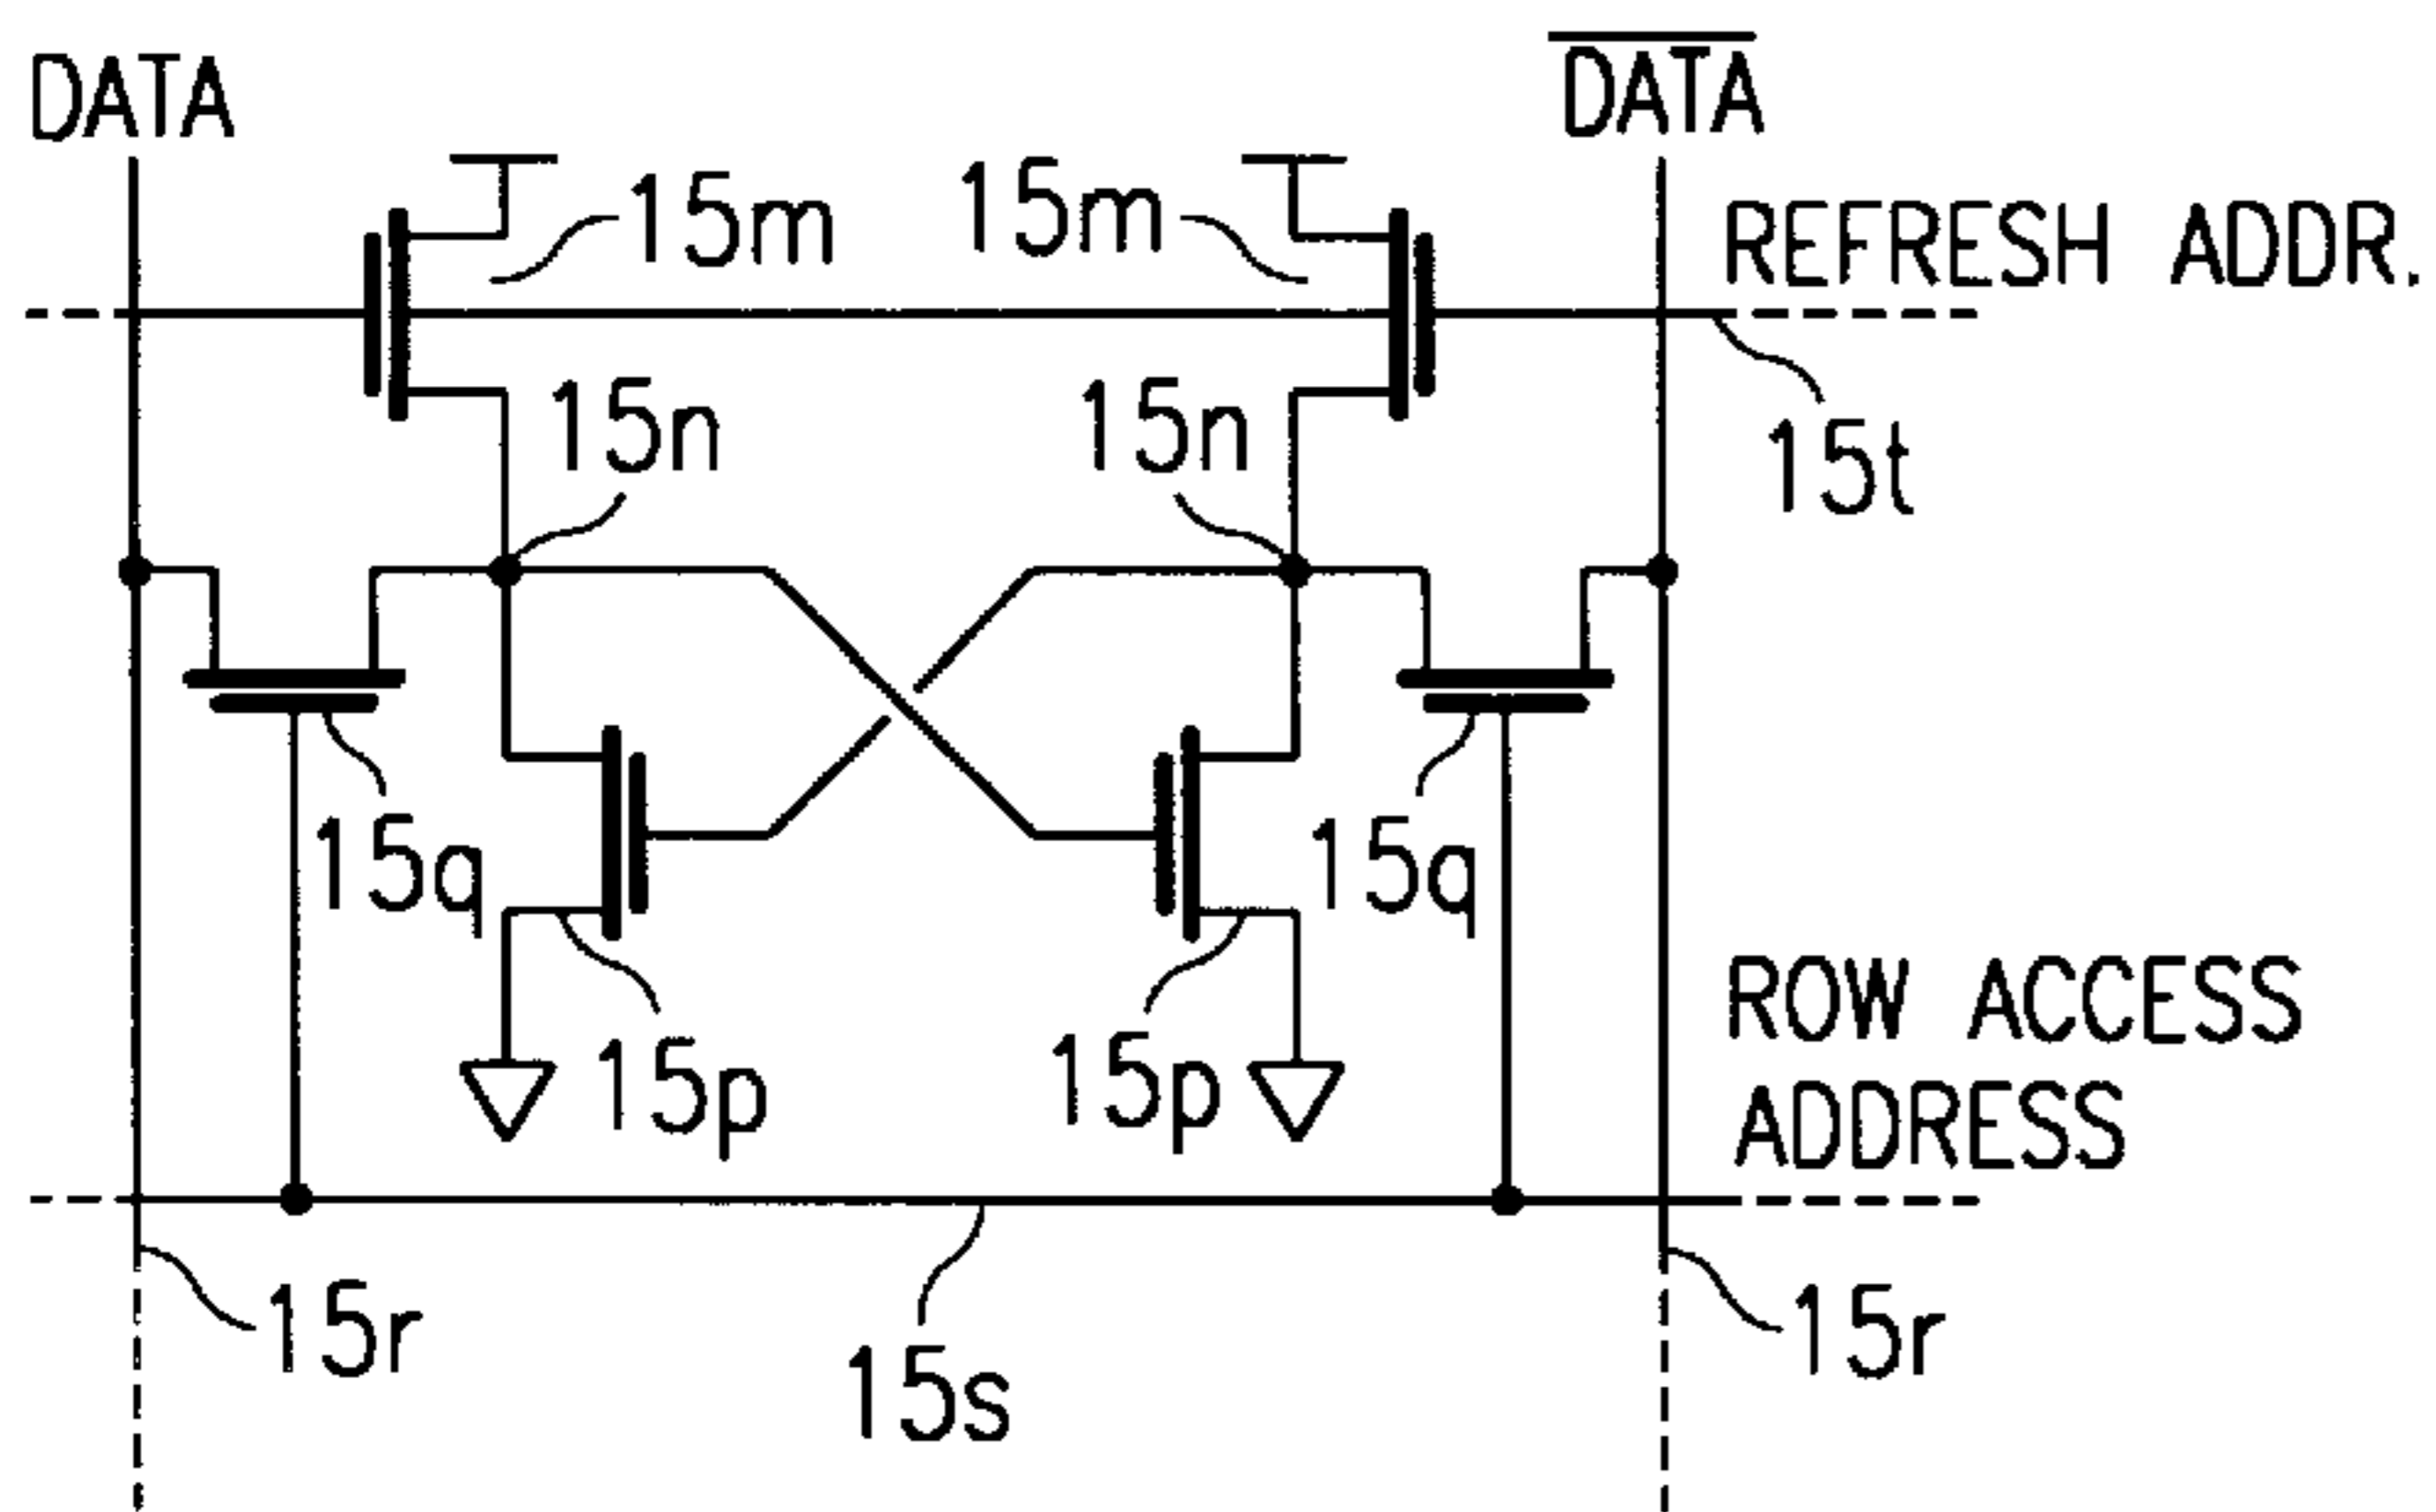 DATA
DATA
15m
15m
REFRESH ADDR.
15n
15n
15t
15q
15q
15p
15p
ROW ACCESS
ADDRESS
15r
15s
15r